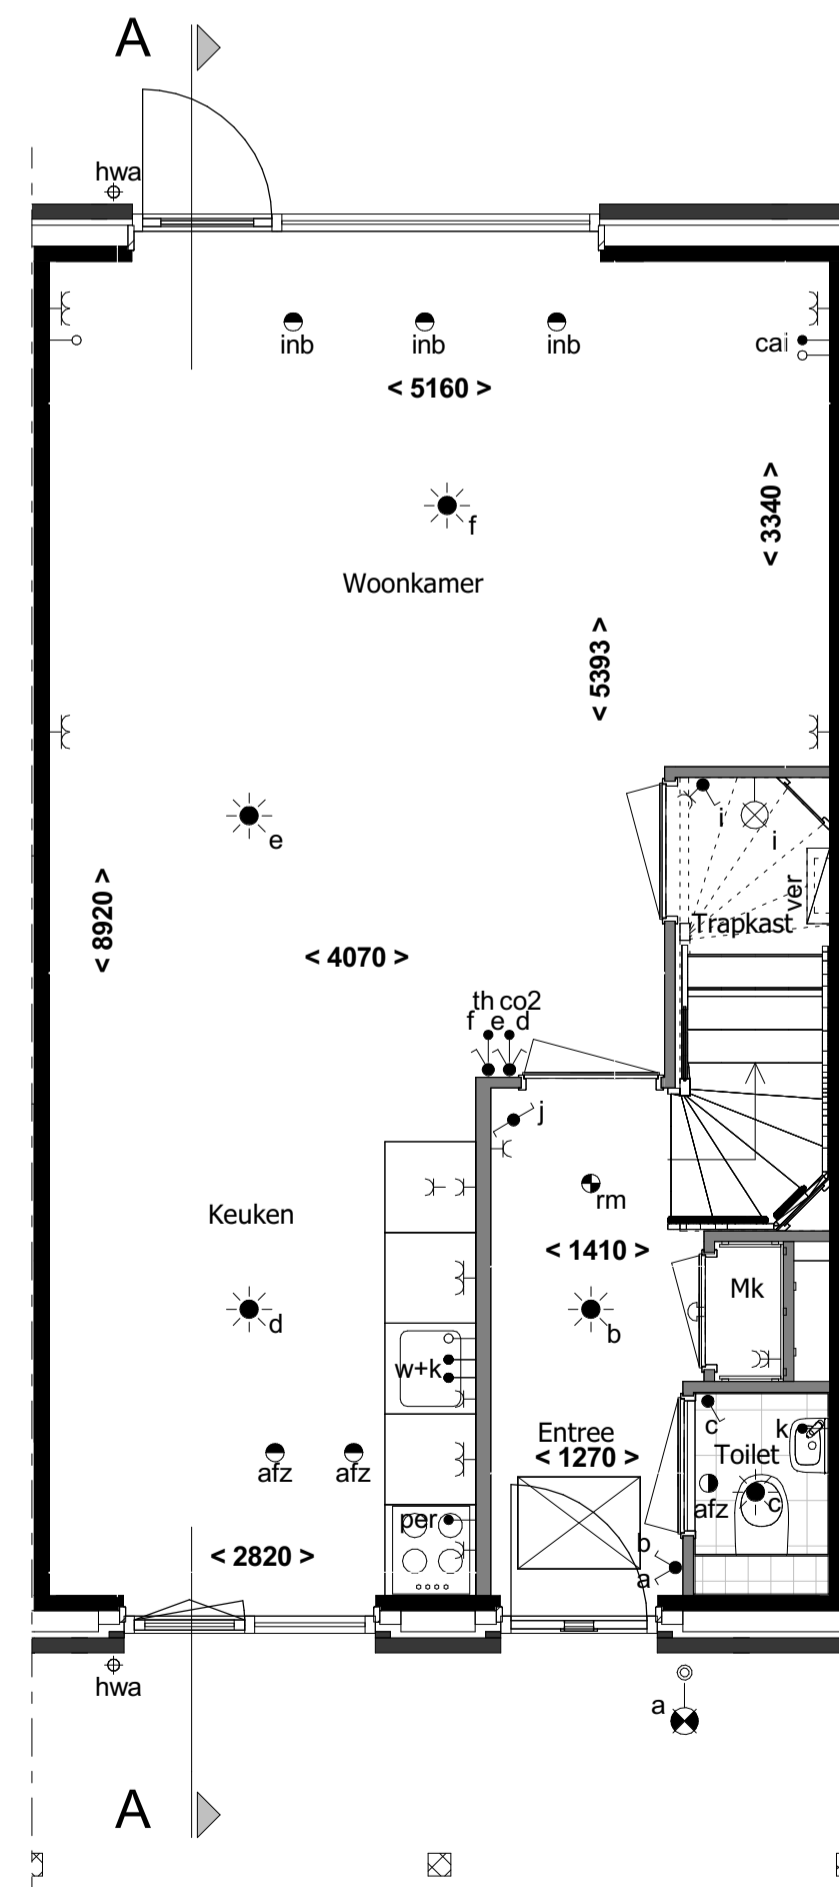 A
hwa
inb inb inb
cai
< 5160 >
f
< 3340 >
Woonkamer
< 5393 >
i
i
e
ver
< 8920 >
Trapkast
< 4070 >
th co2
f e d
j
rm
Keuken
< 1410 >
Mk
d
b
w+k
c
k
Entree
Toilet
< 1270 >
afz afz
afz
c
per
b
< 2820 >
a
hwa
a
A